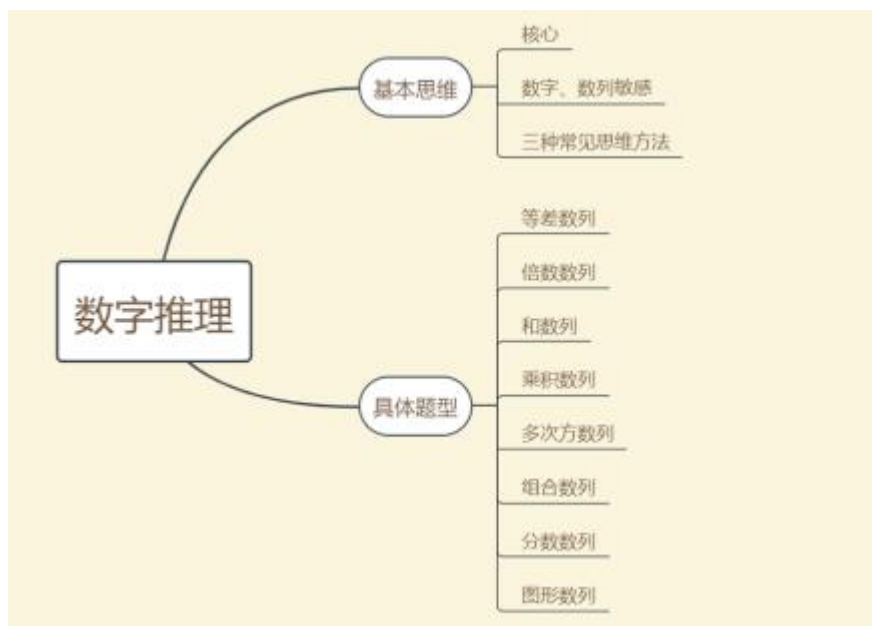 数字推理
基本思维
核心
数字、数列敏感
三种常见思维方法
具体题型
等差数列
倍数数列
和数列
乘积数列
多次方数列
组合数列
分数数列
图形数列